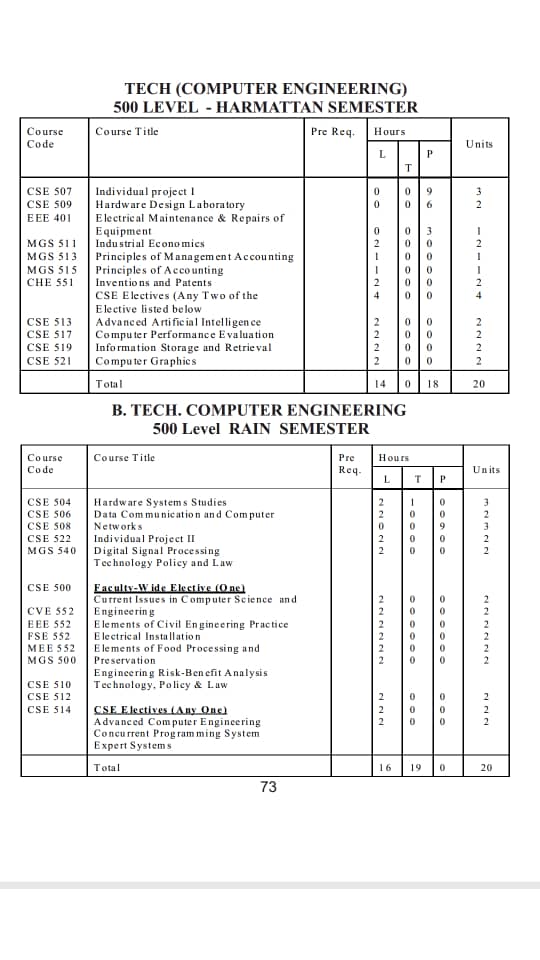 TECH (COMPUTER ENGINEERING)
500 LEVEL - HARMATTAN SEMESTER
Course Code Course Title Pre Req. Hours Units
L T P
CSE 507 Individual project 1 0 0 9 3
CSE 509 Hardware Design Laboratory 0 0 6 2
EEE 401 Electrical Maintenance & Repairs of
Equipment 0 0 3 1
MGS 511 Industrial Economics 2 0 0 2
MGS 513 Principles of Management Accounting 1 0 0 1
MGS 515 Principles of Accounting 1 0 0 1
CHE 551 Inventions and Patents 2 0 0 2
CSE Electives (Any Two of the 4 0 0 4
Elective listed below
CSE 513 Advanced Artificial Intelligence 2 0 0 2
CSE 517 Computer Performance Evaluation 2 0 0 2
CSE 519 Information Storage and Retrieval 2 0 0 2
CSE 521 Computer Graphics 2 0 0 2
Total 14 0 18 20
B. TECH. COMPUTER ENGINEERING
500 Level RAIN SEMESTER
Course Code Course Title Pre Req. Hours Units
L T P
CSE 504 Hardware Systems Studies 2 1 0 3
CSE 506 Data Communication and Computer 2 0 0 2
CSE 508 Networks 0 0 9 3
CSE 522 Individual Project II 2 0 0 2
MGS 540 Digital Signal Processing 2 0 0 2
Technology Policy and Law
CSE 500 Faculty-Wide Elective (One)
Current Issues in Computer Science and 2 0 0 2
CVE 552 Engineering 2 0 0 2
EEE 552 Elements of Civil Engineering Practice 2 0 0 2
FSE 552 Electrical Installation 2 0 0 2
MEE 552 Elements of Food Processing and 2 0 0 2
MGS 500 Preservation 2 0 0 2
Engineering Risk-Benefit Analysis
CSE 510 Technology, Policy & Law
CSE 512 2 0 0 2
CSE 514 CSE Electives (Any One) 2 0 0 2
Advanced Computer Engineering 2 0 0 2
Concurrent Programming System
Expert Systems
Total 16 19 0 20
73